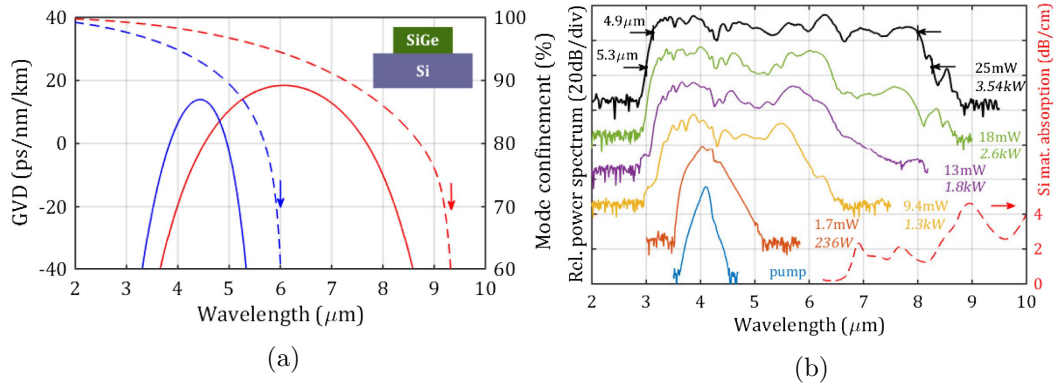 (a)
GVD (ps/nm/km)
40
20
0
-20
-40
2 3 4 5 6 7 8 9 10
Wavelength (μm)
SiGe
Si
100
90
80
70
60
Mode confinement (%)
(a)
(b)
Rel. power spectrum (20dB/div)
4.9μm
5.3μm
25mW
3.54kW
18mW
2.6kW
13mW
1.8kW
9.4mW
1.3kW
1.7mW
236W
pump
2 3 4 5 6 7 8 9 10
Wavelength (μm)
Si mat. absorption (dB/cm)
10
8
6
4
2
0
(b)